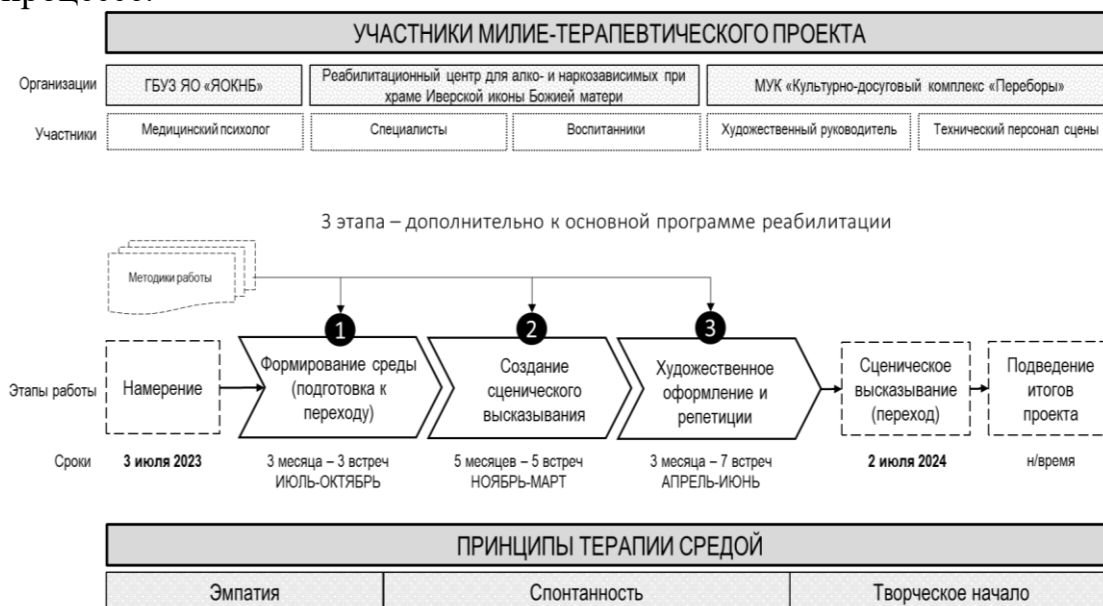 УЧАСТНИКИ МИЛИЕ-ТЕРАПЕВТИЧЕСКОГО ПРОЕКТА
Организации
ГБУЗ ЯО «ЯОКНБ»
Реабилитационный центр для алко- и наркозависимых при
храме Иверской иконы Божией матери
МУК «Культурно-досуговый комплекс «Переборы»
Участники
Медицинский психолог
Специалисты
Воспитанники
Художественный руководитель
Технический персонал сцены
3 этапа – дополнительно к основной программе реабилитации
Методики работы
1
2
3
Этапы работы
Намерение
Формирование среды
(подготовка к
переходу)
Создание
сценического
высказывания
Художественное
оформление и
репетиции
Сценическое
высказывание
(переход)
Подведение
итогов
проекта
Сроки
3 июля 2023
3 месяца – 3 встреч
ИЮЛЬ-ОКТЯБРЬ
5 месяцев – 5 встреч
НОЯБРЬ-МАРТ
3 месяца – 7 встреч
АПРЕЛЬ-ИЮНЬ
2 июля 2024
н/время
ПРИНЦИПЫ ТЕРАПИИ СРЕДОЙ
Эмпатия
Спонтанность
Творческое начало